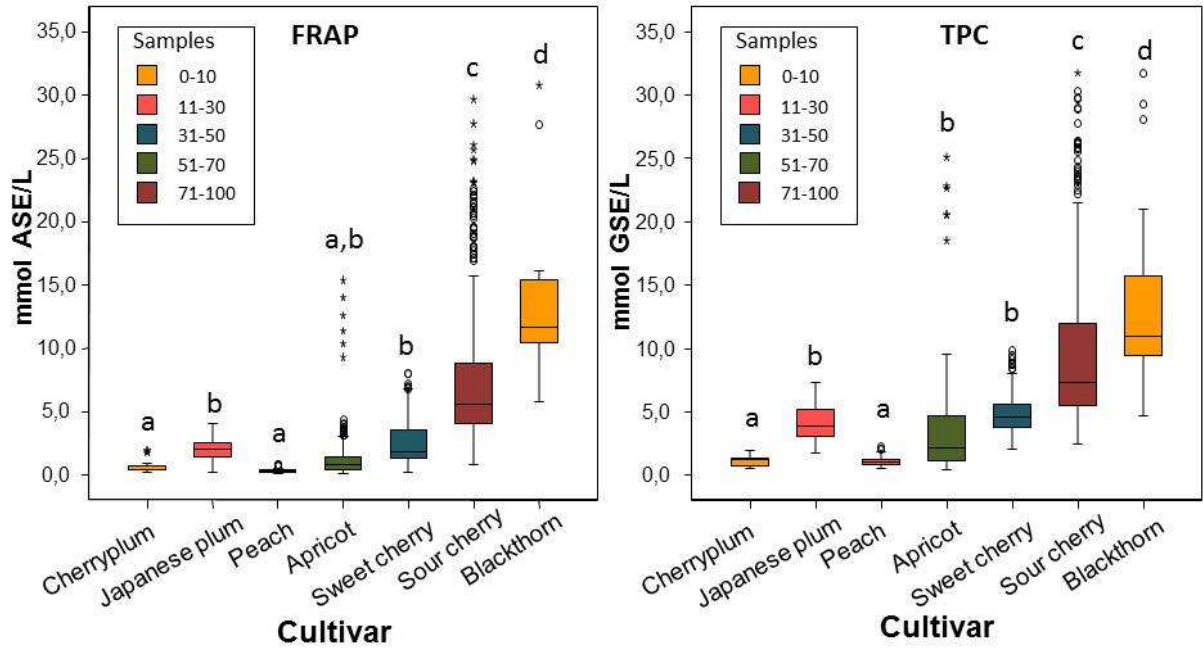 FRAP
mmol ASE/L
35,0
30,0
25,0
20,0
15,0
10,0
5,0
0,0
Samples
0-10
11-30
31-50
51-70
71-100
a
b
a
a,b
b
c
d
Cherryplum
Japanese plum
Peach
Apricot
Sweet cherry
Sour cherry
Blackthorn
Cultivar
TPC
mmol GSE/L
35,0
30,0
25,0
20,0
15,0
10,0
5,0
0,0
Samples
0-10
11-30
31-50
51-70
71-100
a
b
a
b
b
c
d
Cherryplum
Japanese plum
Peach
Apricot
Sweet cherry
Sour cherry
Blackthorn
Cultivar